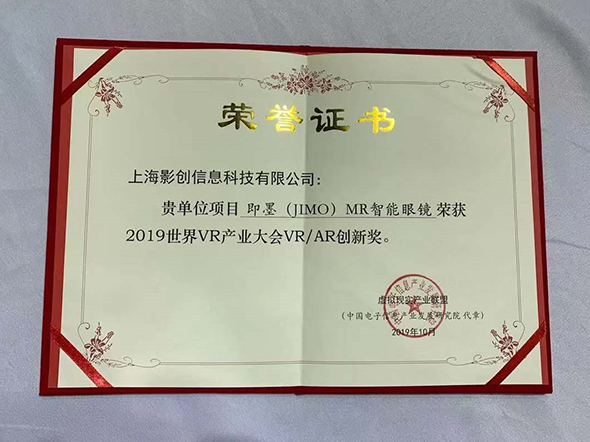 荣誉证书
上海影创信息科技有限公司：
贵单位项目 即墨（JIMO）MR智能眼镜 荣获
2019世界VR产业大会VR/AR创新奖。
虚拟现实产业联盟
（中国电子信息产业发展研究院 代章）
2019年10月